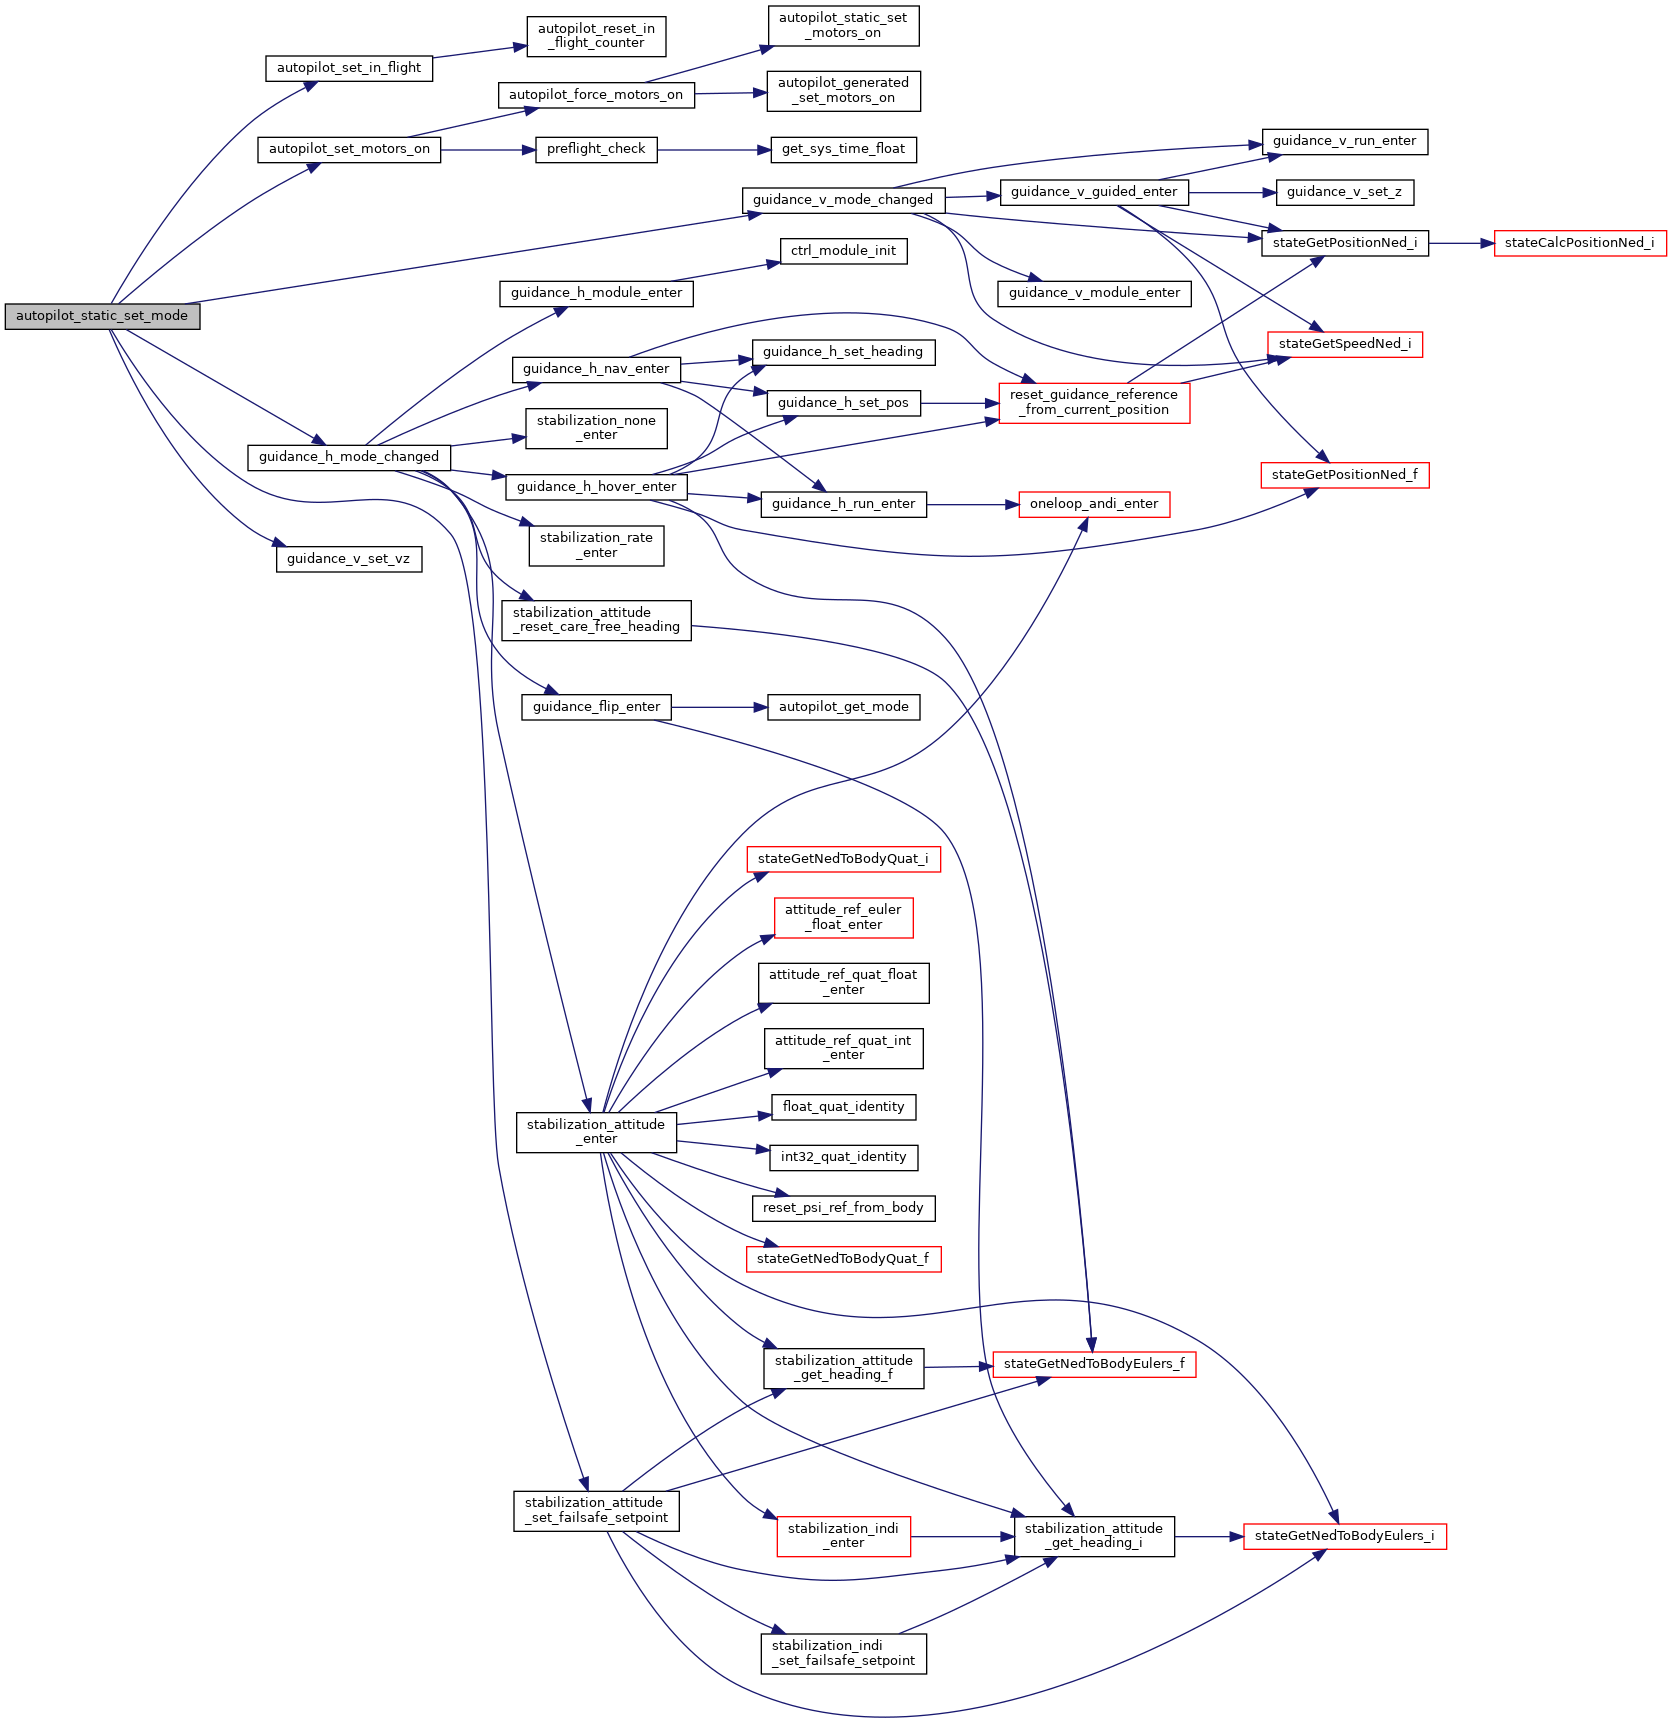 autopilot_static_set_mode
autopilot_set_in_flight
autopilot_reset_in
_flight_counter
autopilot_set_motors_on
autopilot_force_motors_on
autopilot_static_set
_motors_on
autopilot_generated
_set_motors_on
preflight_check
get_sys_time_float
guidance_v_mode_changed
guidance_v_guided_enter
guidance_v_run_enter
guidance_v_set_z
stateGetPositionNed_i
stateCalcPositionNed_i
guidance_v_module_enter
stateGetSpeedNed_i
stateGetPositionNed_f
guidance_h_mode_changed
guidance_h_module_enter
ctrl_module_init
guidance_h_nav_enter
guidance_h_set_heading
guidance_h_set_pos
reset_guidance_reference
_from_current_position
stabilization_none
_enter
guidance_h_hover_enter
guidance_h_run_enter
oneloop_andi_enter
stabilization_rate
_enter
guidance_v_set_vz
stabilization_attitude
_reset_care_free_heading
guidance_flip_enter
autopilot_get_mode
stateGetNedToBodyQuat_i
attitude_ref_euler
_float_enter
attitude_ref_quat_float
_enter
attitude_ref_quat_int
_enter
float_quat_identity
stabilization_attitude
_enter
int32_quat_identity
reset_psi_ref_from_body
stateGetNedToBodyQuat_f
stabilization_attitude
_get_heading_f
stateGetNedToBodyEulers_f
stabilization_attitude
_set_failsafe_setpoint
stabilization_indi
_enter
stabilization_attitude
_get_heading_i
stateGetNedToBodyEulers_i
stabilization_indi
_set_failsafe_setpoint